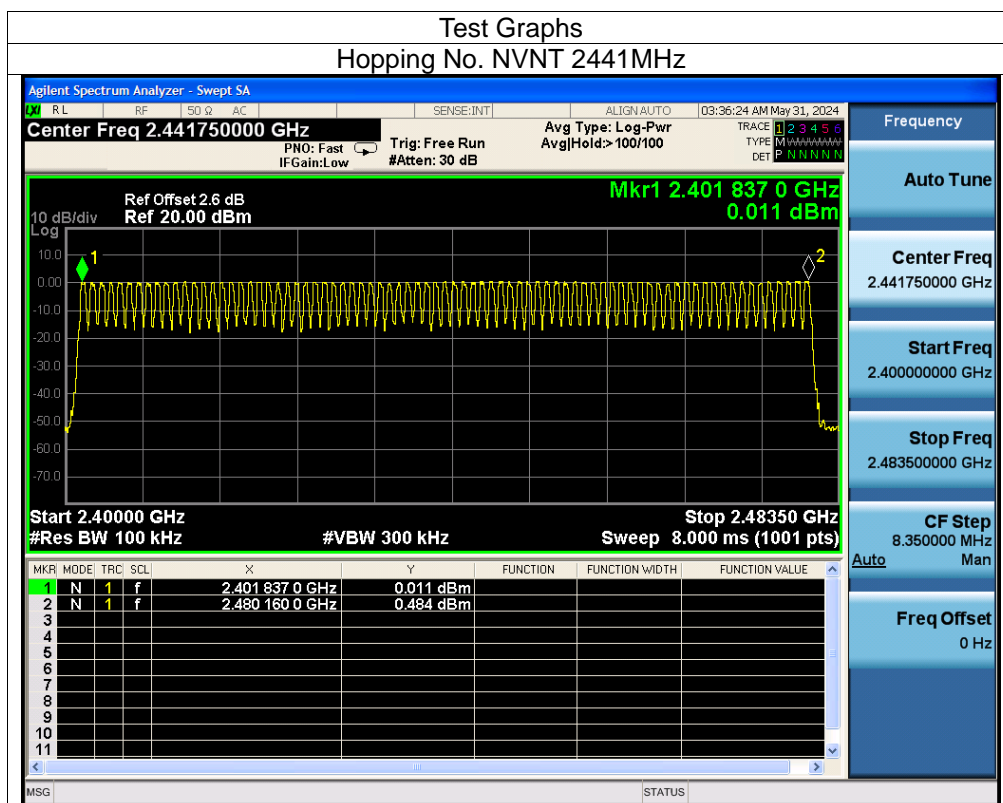 Test Graphs
Hopping No. NVNT 2441MHz
Agilent Spectrum Analyzer - Swept SA
LXI RL RF 50 Ω AC SENSE:INT ALIGN AUTO 03:36:24 AM May 31, 2024
Center Freq 2.441750000 GHz Avg Type: Log-Pwr TRACE 1 2 3 4 5 6
PNO: Fast Trig: Free Run Avg|Hold:>100/100 TYPE MWWWWW
IFGain:Low #Atten: 30 dB DET P N N N N N
Mkr1 2.401 837 0 GHz
0.011 dBm
Ref Offset 2.6 dB
10 dB/div Ref 20.00 dBm
Log
10.0 1 2
0.00
-10.0
-20.0
-30.0
-40.0
-50.0
-60.0
-70.0
Start 2.40000 GHz Stop 2.48350 GHz
#Res BW 100 kHz #VBW 300 kHz Sweep 8.000 ms (1001 pts)
MKR MODE TRC SCL X Y FUNCTION FUNCTION WIDTH FUNCTION VALUE
1 N 1 f 2.401 837 0 GHz 0.011 dBm
2 N 1 f 2.480 160 0 GHz 0.484 dBm
3
4
5
6
7
8
9
10
11
MSG STATUS
Frequency
Auto Tune
Center Freq
2.441750000 GHz
Start Freq
2.400000000 GHz
Stop Freq
2.483500000 GHz
CF Step
8.350000 MHz
Auto Man
Freq Offset
0 Hz